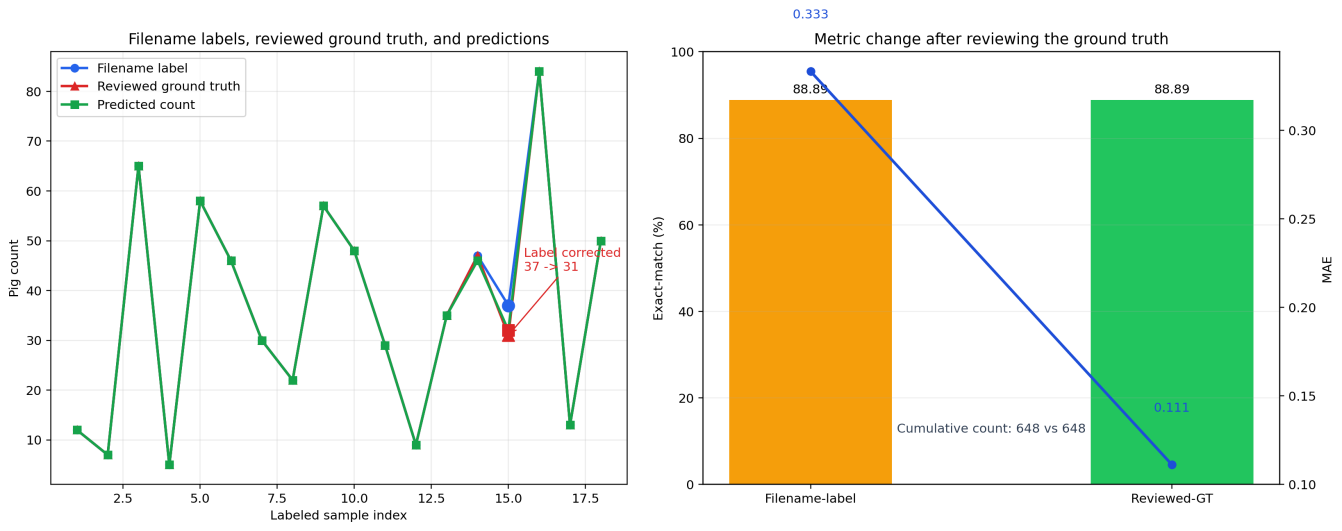 Filename labels, reviewed ground truth, and predictions
Filename label
Reviewed ground truth
Predicted count
Pig count
80
70
60
50
40
30
20
10
Label corrected
37 -> 31
2.5
5.0
7.5
10.0
12.5
15.0
17.5
Labeled sample index
0.333
Metric change after reviewing the ground truth
Exact-match (%)
100
80
60
40
20
0
88.89
88.89
0.111
Cumulative count: 648 vs 648
Filename-label
Reviewed-GT
0.30
0.25
0.20
0.15
0.10
MAE